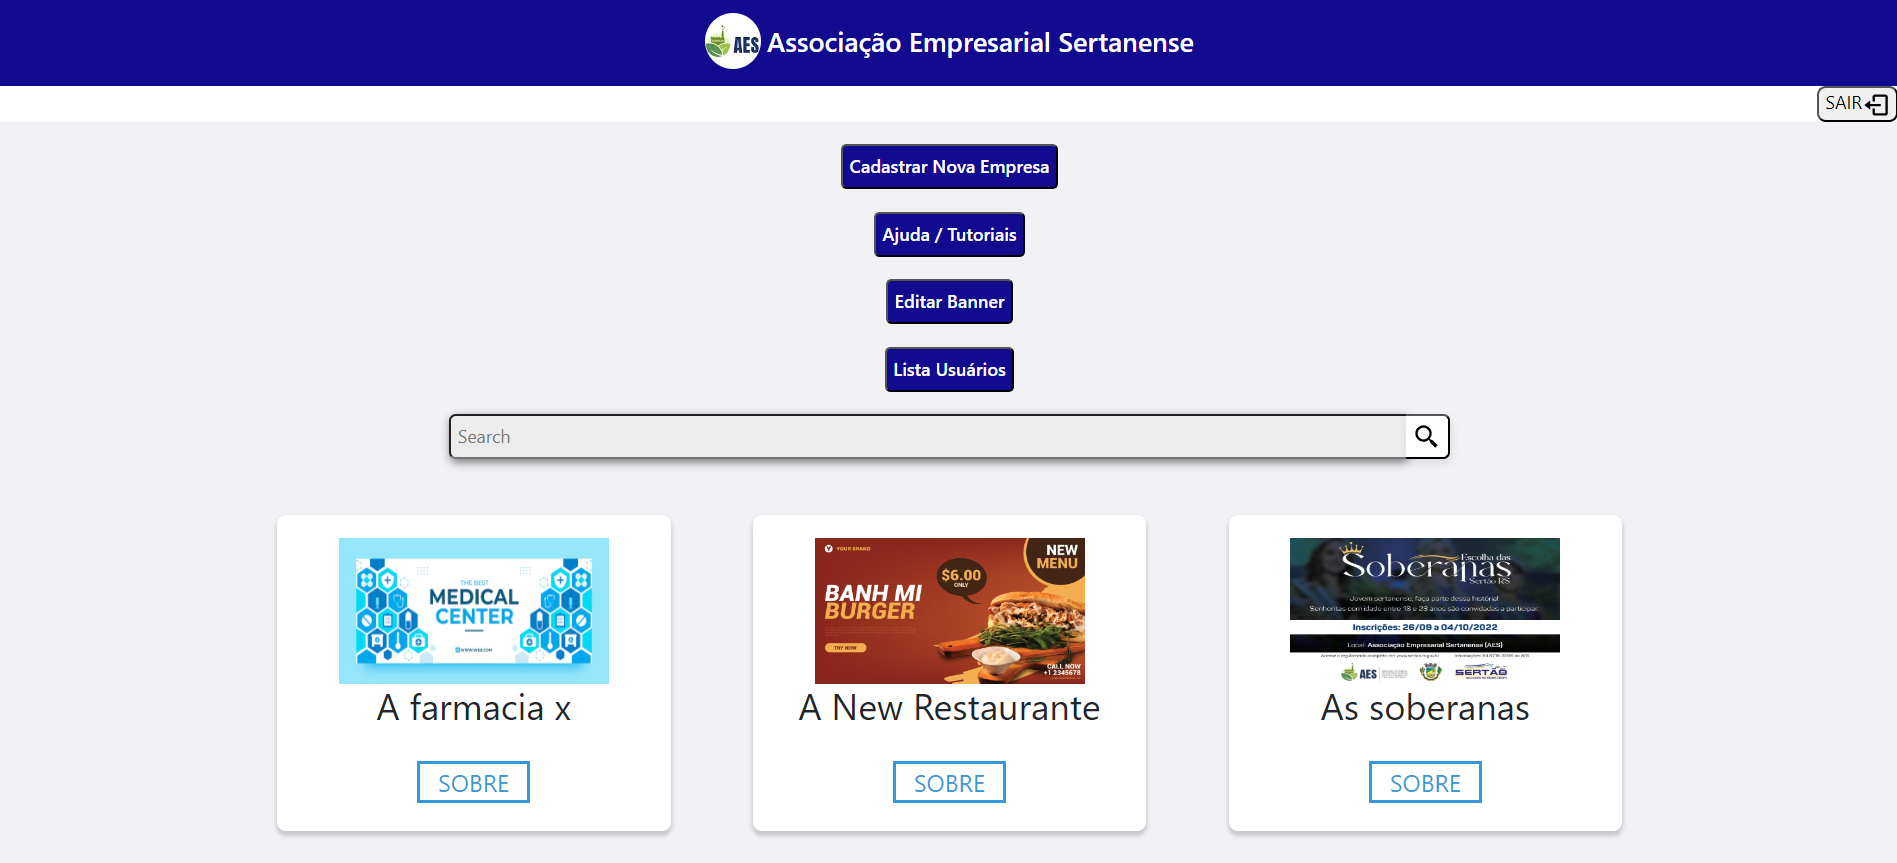 AES Associação Empresarial Sertanense
SAIR
Cadastrar Nova Empresa
Ajuda / Tutoriais
Editar Banner
Lista Usuários
Search
THE BEST
MEDICAL
CENTER
WWW.WEB.COM
A farmacia x
SOBRE
YOUR BRAND
NEW
MENU
$6.00
ONLY
BANH MI
BURGER
TRY NOW
CALL NOW
+1 2345678
A New Restaurante
SOBRE
Escolha das
Soberanas
Sertão RS
Jovem sertanense, faça parte dessa história!
Senhoritas com idade entre 18 e 23 anos são convidadas a participar.
Inscrições: 26/09 a 04/10/2022
Local: Associação Empresarial Sertanense (AES)
AES
SERTÃO
As soberanas
SOBRE